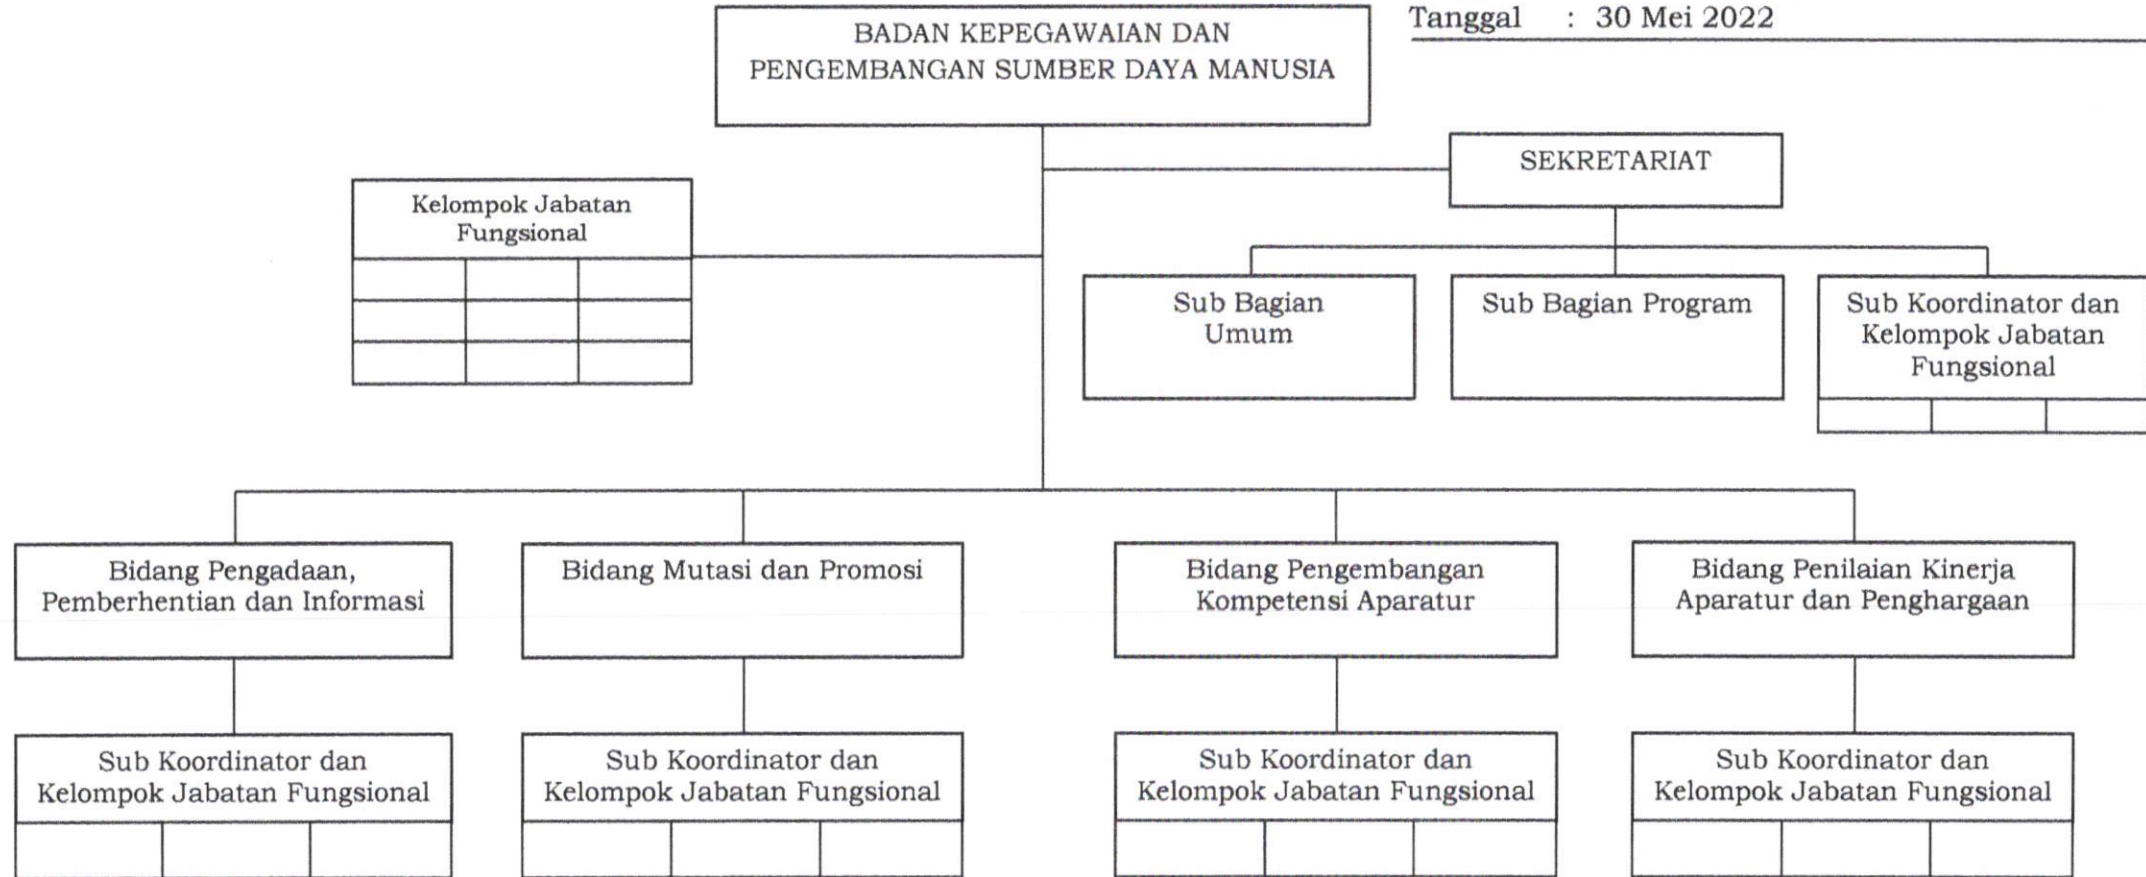 Tanggal : 30 Mei 2022
BADAN KEPEGAWAIAN DAN
PENGEMBANGAN SUMBER DAYA MANUSIA
SEKRETARIAT
Kelompok Jabatan
Fungsional
Sub Bagian
Umum
Sub Bagian Program
Sub Koordinator dan
Kelompok Jabatan
Fungsional
Bidang Pengadaan,
Pemberhentian dan Informasi
Bidang Mutasi dan Promosi
Bidang Pengembangan
Kompetensi Aparatur
Bidang Penilaian Kinerja
Aparatur dan Penghargaan
Sub Koordinator dan
Kelompok Jabatan Fungsional
Sub Koordinator dan
Kelompok Jabatan Fungsional
Sub Koordinator dan
Kelompok Jabatan Fungsional
Sub Koordinator dan
Kelompok Jabatan Fungsional